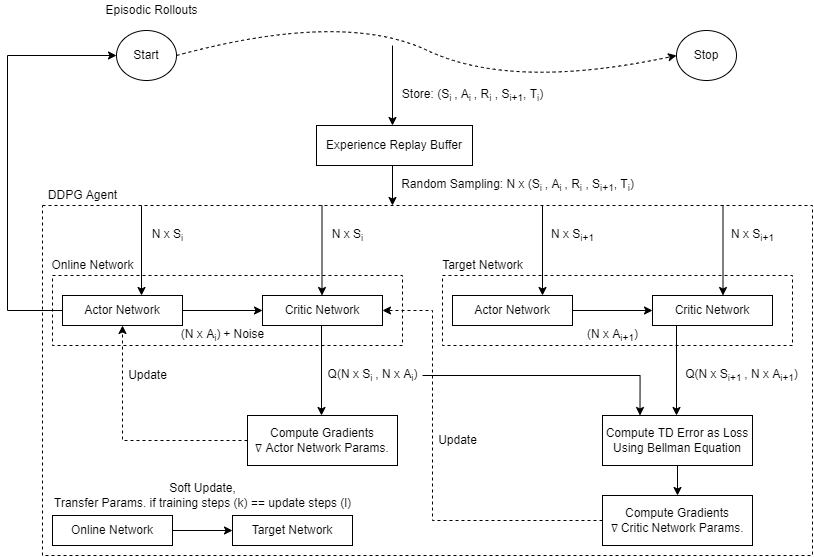 Episodic Rollouts
Start
Stop
Store: (Sᵢ , Aᵢ , Rᵢ , Sᵢ₊₁, Tᵢ)
Experience Replay Buffer
Random Sampling: N x (Sᵢ , Aᵢ , Rᵢ , Sᵢ₊₁, Tᵢ)
DDPG Agent
N x Sᵢ
N x Sᵢ
N x Sᵢ₊₁
N x Sᵢ₊₁
Online Network
Target Network
Actor Network
Critic Network
Actor Network
Critic Network
(N x Aᵢ) + Noise
(N x Aᵢ₊₁)
Update
Q(N x Sᵢ , N x Aᵢ)
Q(N x Sᵢ₊₁ , N x Aᵢ₊₁)
Compute Gradients
∇ Actor Network Params.
Update
Compute TD Error as Loss
Using Bellman Equation
Soft Update,
Transfer Params. if training steps (k) == update steps (l)
Online Network
Target Network
Compute Gradients
∇ Critic Network Params.